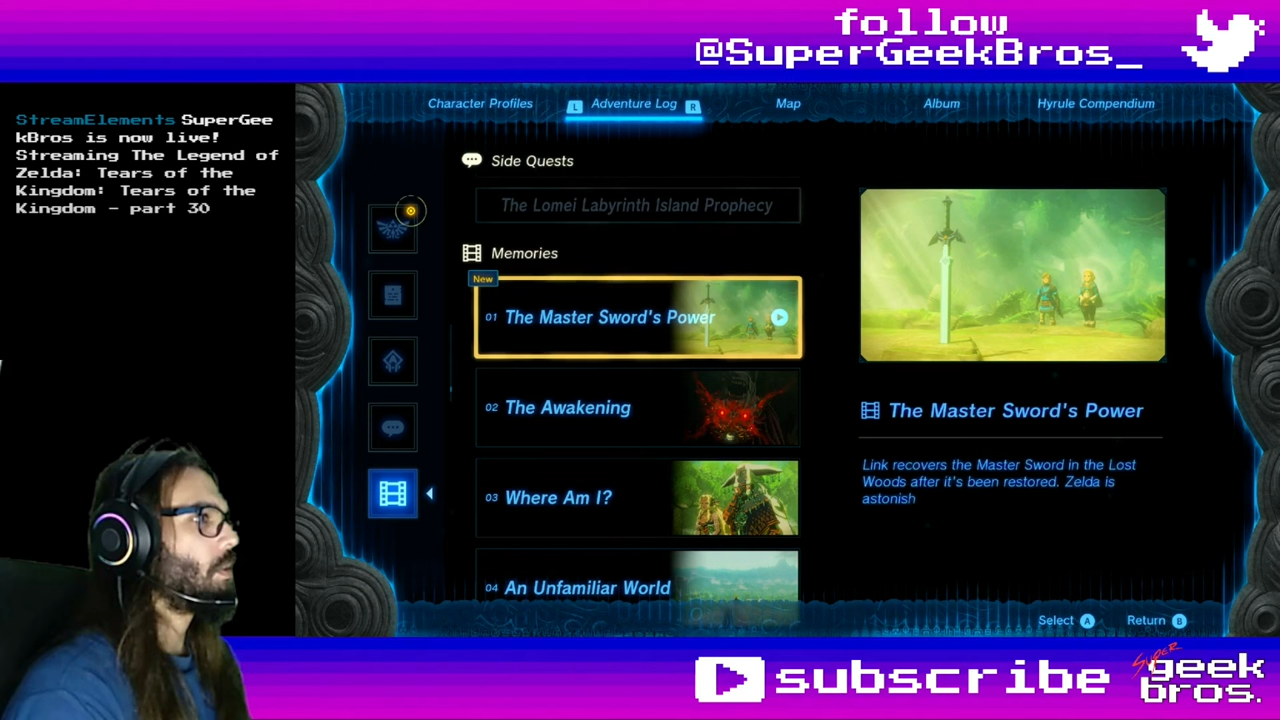 follow
@SuperGeekBros_
StreamElements SuperGee
kBros is now live!
Streaming The Legend of
Zelda: Tears of the
Kingdom: Tears of the
Kingdom - part 30
Character Profiles
L Adventure Log R
Map
Album
Hyrule Compendium
Side Quests
The Lomei Labyrinth Island Prophecy
Memories
New
01 The Master Sword's Power
02 The Awakening
03 Where Am I?
04 An Unfamiliar World
The Master Sword's Power
Link recovers the Master Sword in the Lost
Woods after it's been restored. Zelda is
astonish
Select A Return B
subscribe
SUPER
geek
bros.